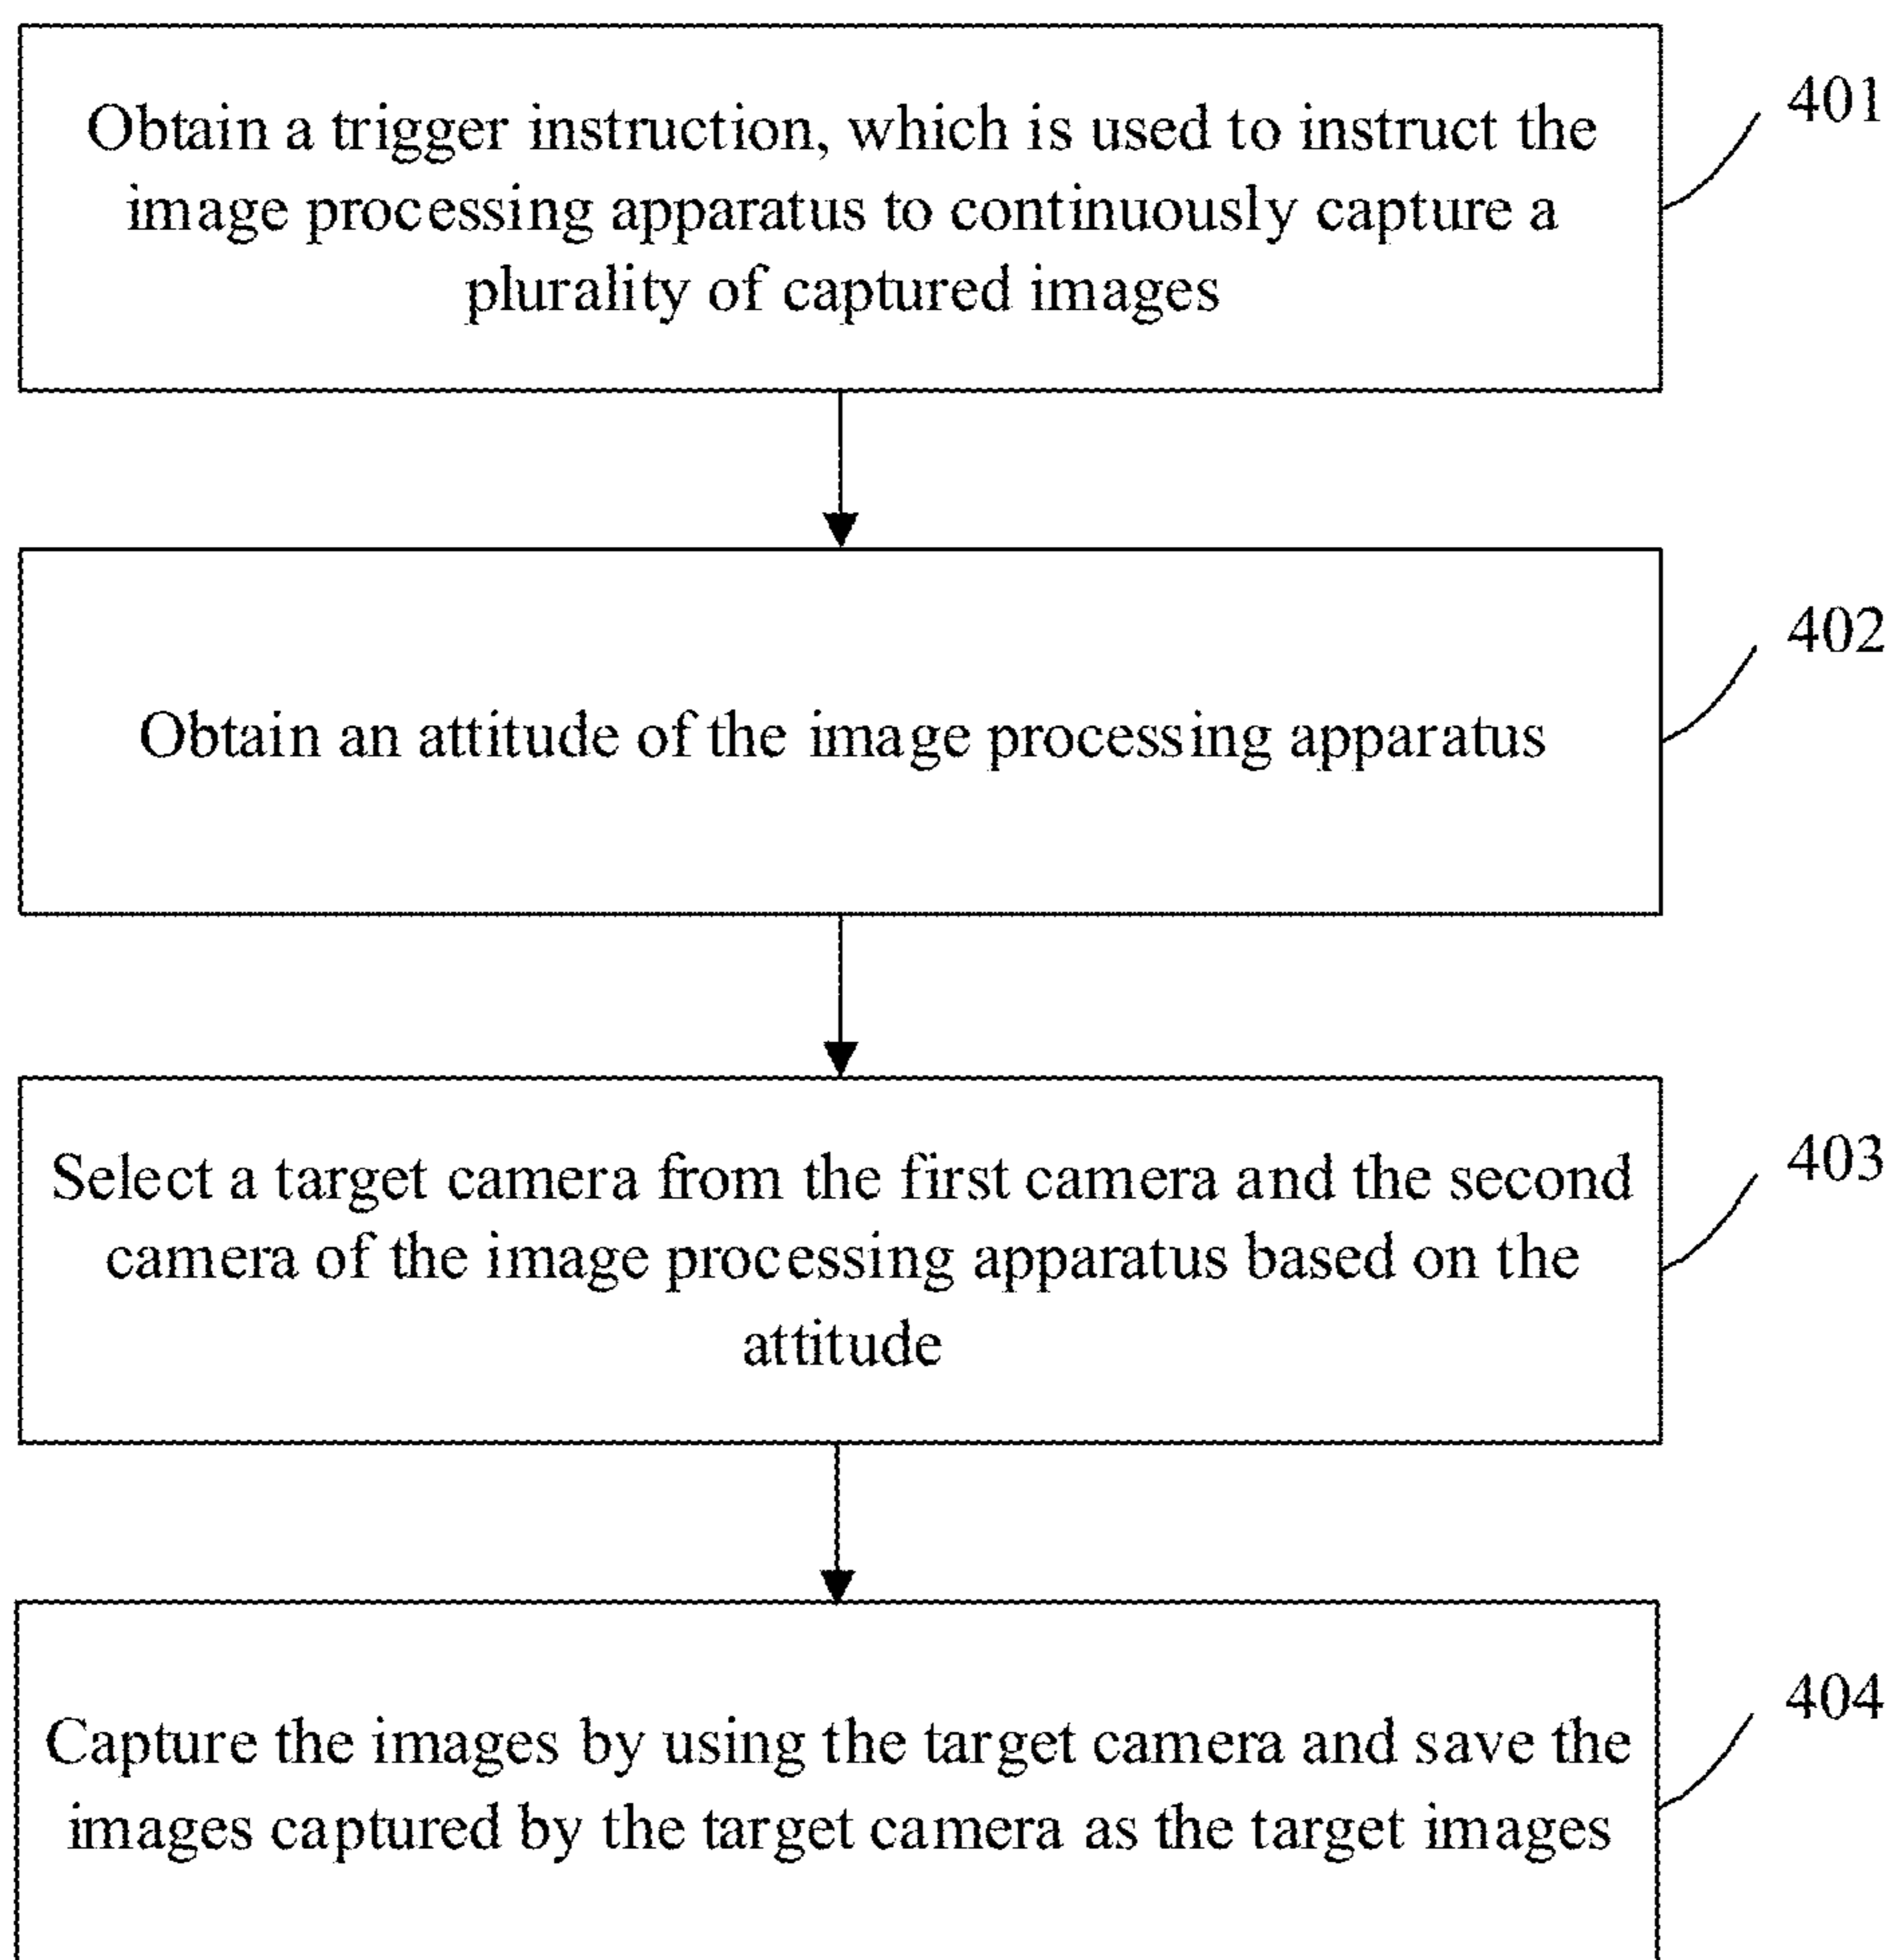 Obtain a trigger instruction, which is used to instruct the
image processing apparatus to continuously capture a
plurality of captured images
401
Obtain an attitude of the image processing apparatus
402
Select a target camera from the first camera and the second
camera of the image processing apparatus based on the
attitude
403
Capture the images by using the target camera and save the
images captured by the target camera as the target images
404